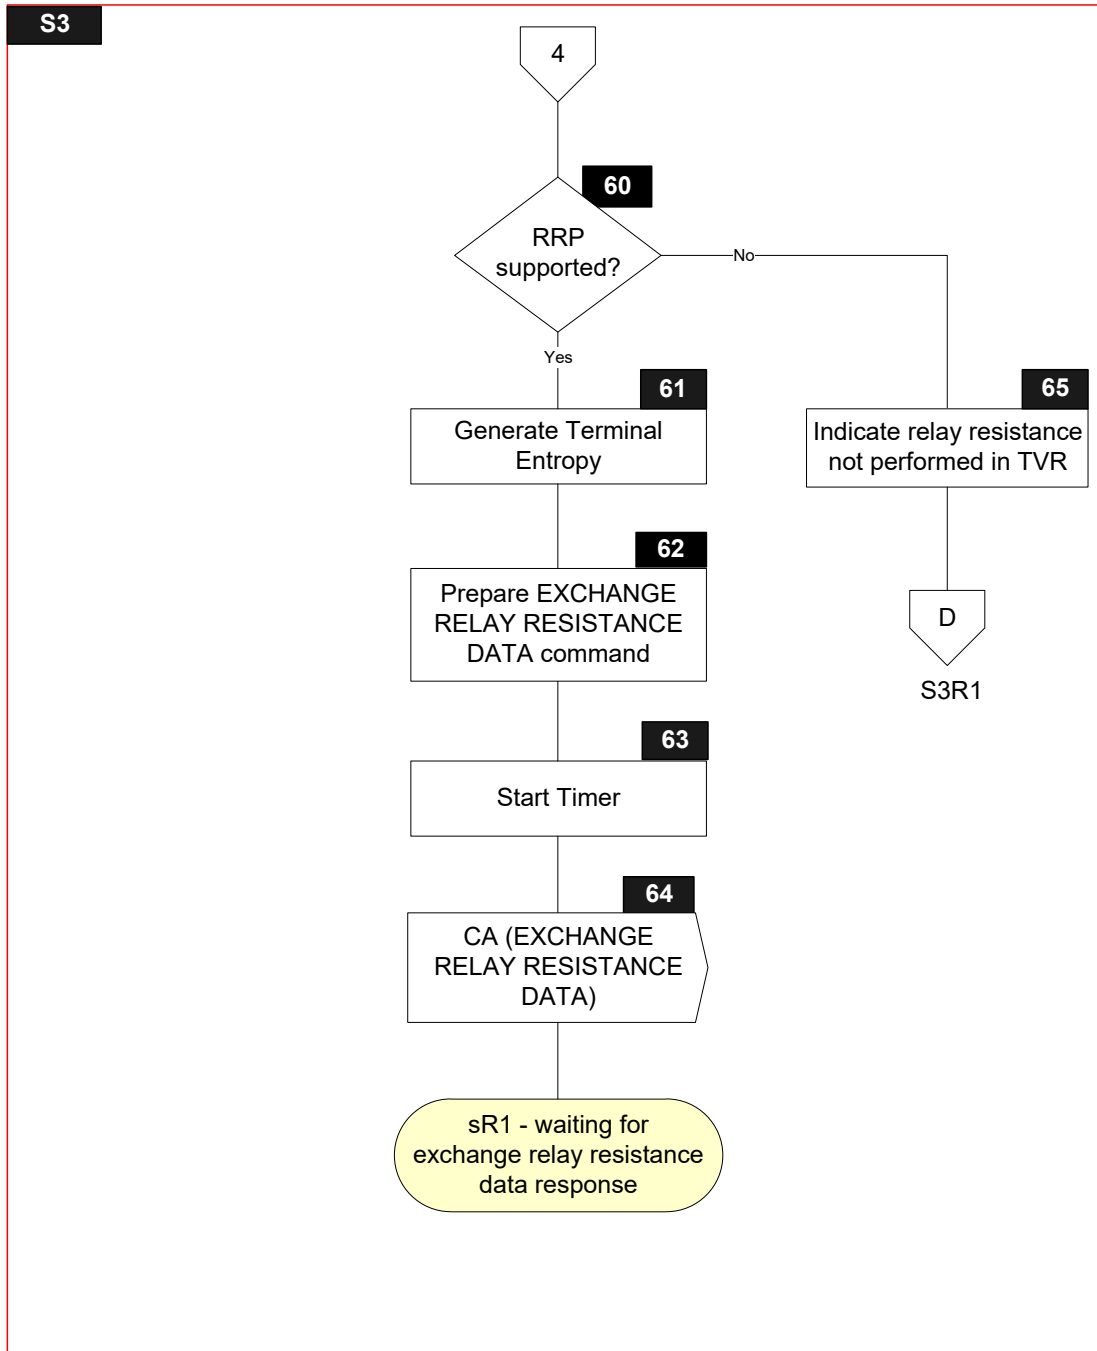 S3
4
60
RRP
supported?
No
Yes
61
Generate Terminal
Entropy
65
Indicate relay resistance
not performed in TVR
62
Prepare EXCHANGE
RELAY RESISTANCE
DATA command
D
S3R1
63
Start Timer
64
CA (EXCHANGE
RELAY RESISTANCE
DATA)
sR1 - waiting for
exchange relay resistance
data response